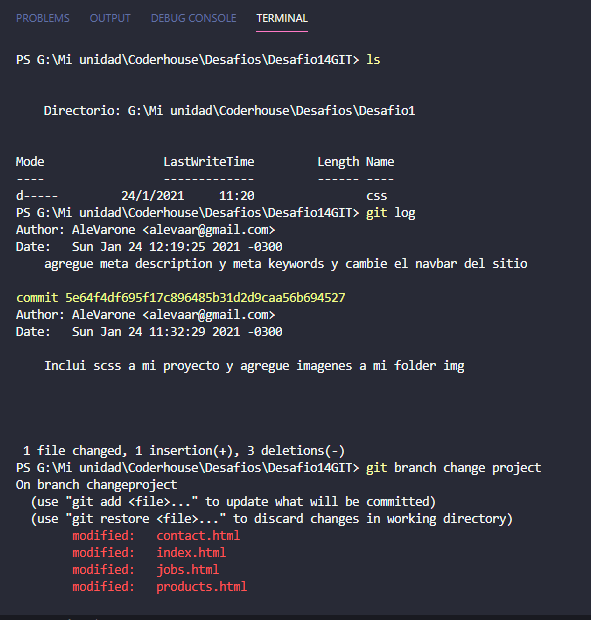 PROBLEMS OUTPUT DEBUG CONSOLE TERMINAL
PS G:\Mi unidad\Coderhouse\Desafios\Desafio14GIT> ls
Directorio: G:\Mi unidad\Coderhouse\Desafios\Desafio1
Mode LastWriteTime Length Name
---- ------------- ------ ----
d----- 24/1/2021 11:20 css
PS G:\Mi unidad\Coderhouse\Desafios\Desafio14GIT> git log
Author: AleVarone <alevaar@gmail.com>
Date: Sun Jan 24 12:19:25 2021 -0300
agregue meta description y meta keywords y cambie el navbar del sitio
commit 5e64f4df695f17c896485b31d2d9caa56b694527
Author: AleVarone <alevaar@gmail.com>
Date: Sun Jan 24 11:32:29 2021 -0300
Inclui scss a mi proyecto y agregue imagenes a mi folder img
1 file changed, 1 insertion(+), 3 deletions(-)
PS G:\Mi unidad\Coderhouse\Desafios\Desafio14GIT> git branch change project
On branch changeproject
(use "git add <file>..." to update what will be committed)
(use "git restore <file>..." to discard changes in working directory)
modified: contact.html
modified: index.html
modified: jobs.html
modified: products.html